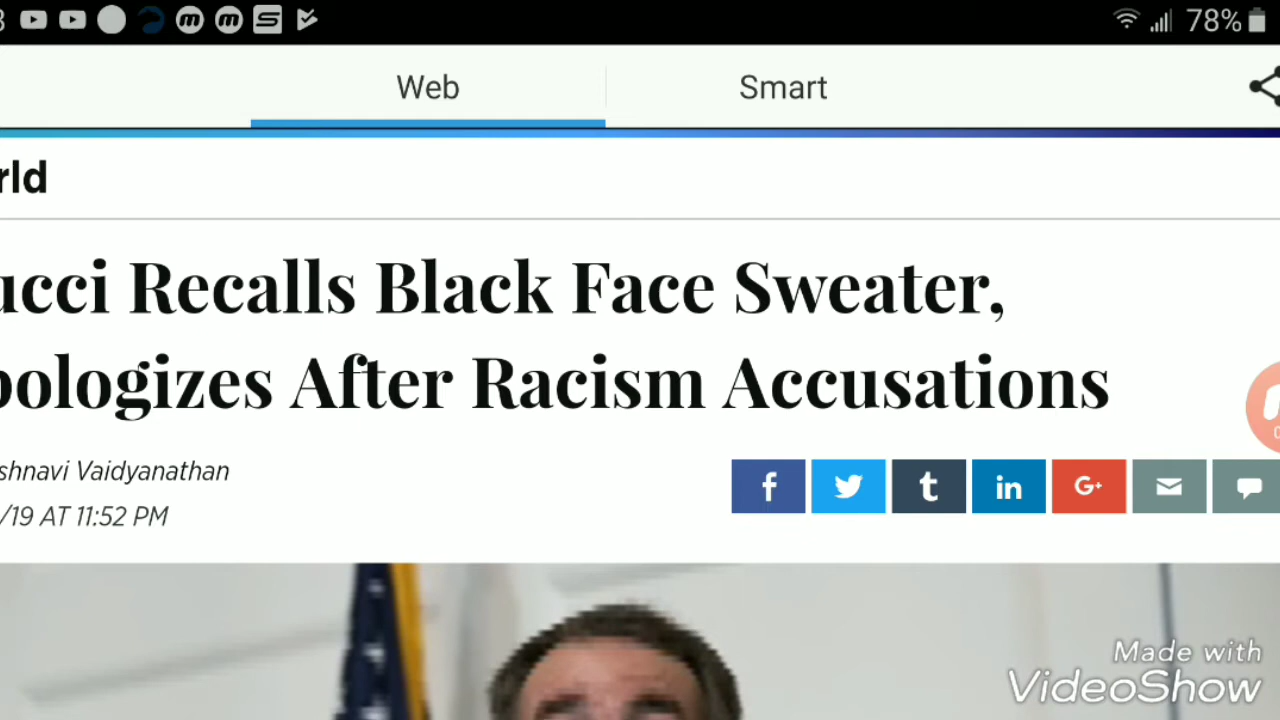 78%
Web
Smart
rld
ucci Recalls Black Face Sweater,
pologizes After Racism Accusations
shnavi Vaidyanathan
/19 AT 11:52 PM
f
t
in
G+
Made with
VideoShow